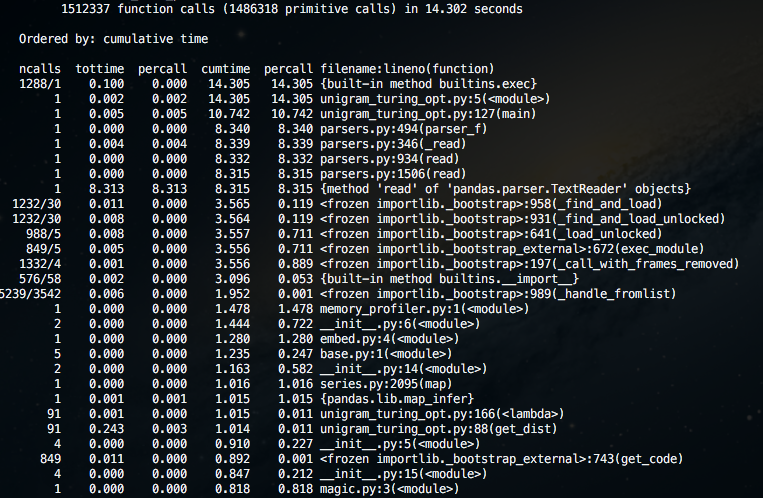 1512337 function calls (1486318 primitive calls) in 14.302 seconds
Ordered by: cumulative time
ncalls tottime percall cumtime percall filename:lineno(function)
1288/1 0.100 0.000 14.305 14.305 {built-in method builtins.exec}
1 0.002 0.002 14.305 14.305 unigram_turing_opt.py:5(<module>)
1 0.005 0.005 10.742 10.742 unigram_turing_opt.py:127(main)
1 0.000 0.000 8.340 8.340 parsers.py:494(parser_f)
1 0.004 0.004 8.339 8.339 parsers.py:346(_read)
1 0.000 0.000 8.332 8.332 parsers.py:934(read)
1 0.000 0.000 8.315 8.315 parsers.py:1506(read)
1 8.313 8.313 8.315 8.315 {method 'read' of 'pandas.parser.TextReader' objects}
1232/30 0.011 0.000 3.565 0.119 <frozen importlib._bootstrap>:958(_find_and_load)
1232/30 0.008 0.000 3.564 0.119 <frozen importlib._bootstrap>:931(_find_and_load_unlocked)
988/5 0.008 0.000 3.557 0.711 <frozen importlib._bootstrap>:641(_load_unlocked)
849/5 0.005 0.000 3.556 0.711 <frozen importlib._bootstrap_external>:672(exec_module)
1332/4 0.001 0.000 3.556 0.889 <frozen importlib._bootstrap>:197(_call_with_frames_removed)
576/58 0.002 0.000 3.096 0.053 {built-in method builtins.__import__}
5239/3542 0.006 0.000 1.952 0.001 <frozen importlib._bootstrap>:989(_handle_fromlist)
1 0.000 0.000 1.478 1.478 memory_profiler.py:1(<module>)
2 0.000 0.000 1.444 0.722 __init__.py:6(<module>)
1 0.000 0.000 1.280 1.280 embed.py:4(<module>)
5 0.000 0.000 1.235 0.247 base.py:1(<module>)
2 0.000 0.000 1.163 0.582 __init__.py:14(<module>)
1 0.000 0.000 1.016 1.016 series.py:2095(map)
1 0.001 0.001 1.015 1.015 {pandas.lib.map_infer}
91 0.001 0.000 1.015 0.011 unigram_turing_opt.py:166(<lambda>)
91 0.243 0.003 1.014 0.011 unigram_turing_opt.py:88(get_dist)
4 0.000 0.000 0.910 0.227 __init__.py:5(<module>)
849 0.011 0.000 0.892 0.001 <frozen importlib._bootstrap_external>:743(get_code)
4 0.000 0.000 0.847 0.212 __init__.py:15(<module>)
1 0.000 0.000 0.818 0.818 magic.py:3(<module>)